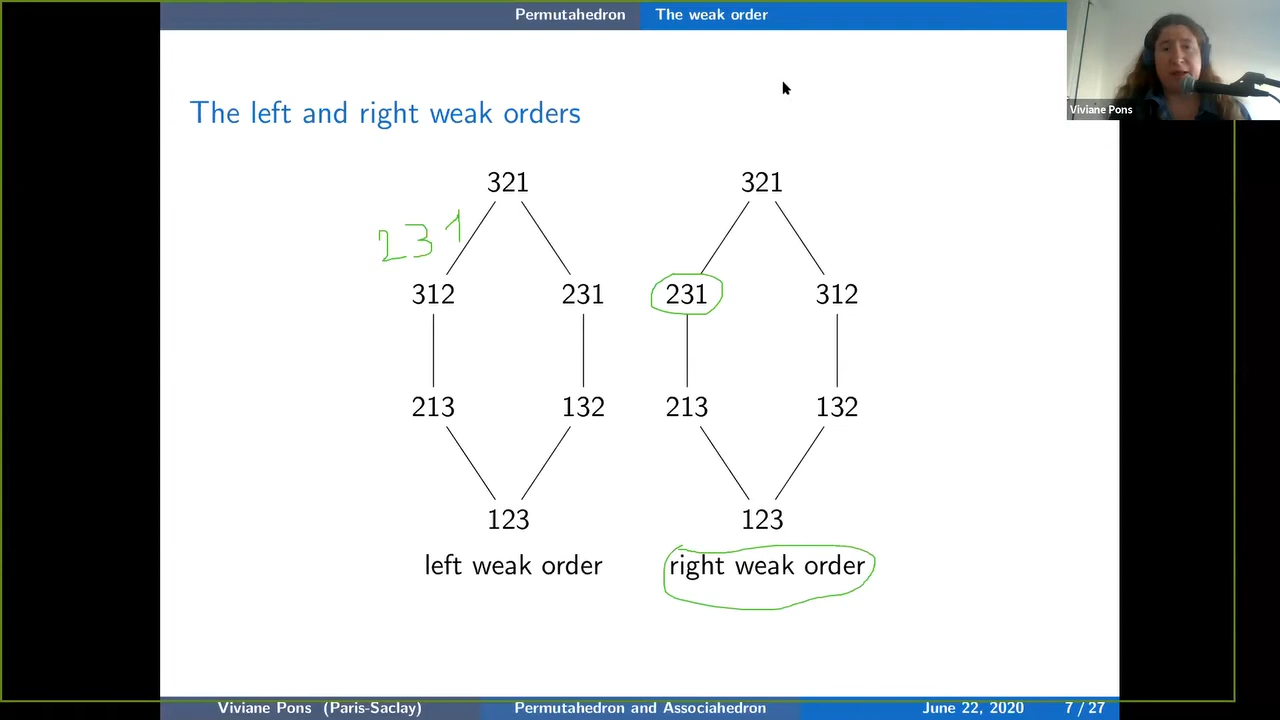 Permutahedron The weak order
Viviane Pons
The left and right weak orders
321 321
231
312 231 231 312
213 132 213 132
123 123
left weak order right weak order
Viviane Pons (Paris-Saclay) Permutahedron and Associahedron June 22, 2020 7 / 27